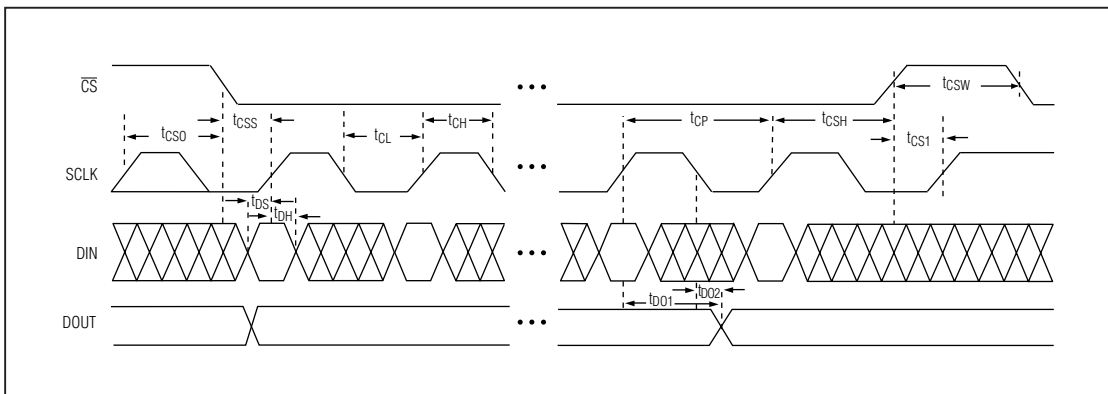 CS
tCSW
tCSS
tCP
tCSH
tCH
tCSO
tCL
tCS1
SCLK
tDS
tDH
DIN
tDO2
tDO1
DOUT